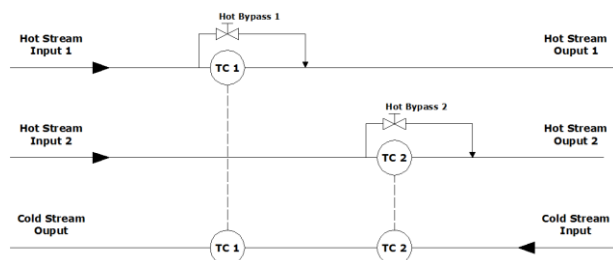 Hot Bypass 1
Hot Stream
Input 1
Hot Stream
Ouput 1
TC 1
Hot Bypass 2
Hot Stream
Input 2
Hot Stream
Ouput 2
TC 2
Cold Stream
Ouput
Cold Stream
Input
TC 1
TC 2